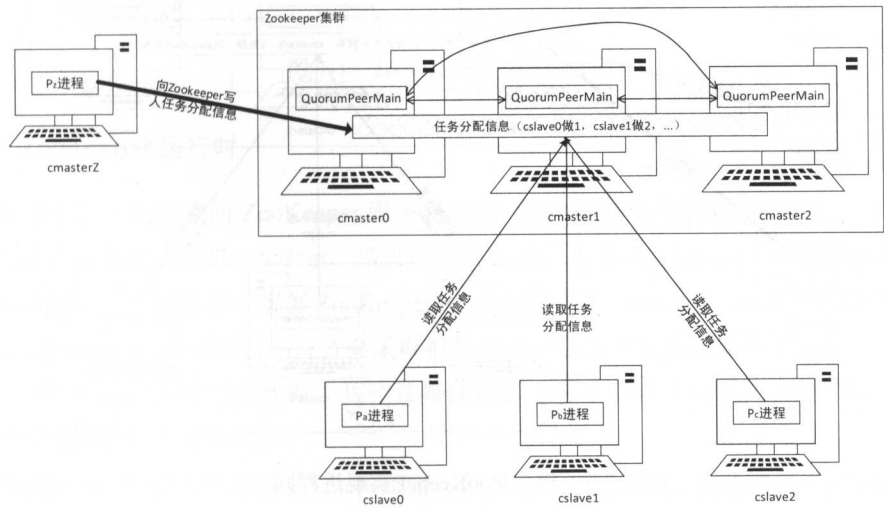 Zookeeper集群
Pz进程
向Zookeeper写
入任务分配信息
QuorumPeerMain
QuorumPeerMain
QuorumPeerMain
任务分配信息（cslave0做1，cslave1做2，...）
cmasterZ
cmaster0
cmaster1
cmaster2
读取任务
分配信息
读取任务
分配信息
读取任务
分配信息
Pa进程
Pb进程
Pc进程
cslave0
cslave1
cslave2